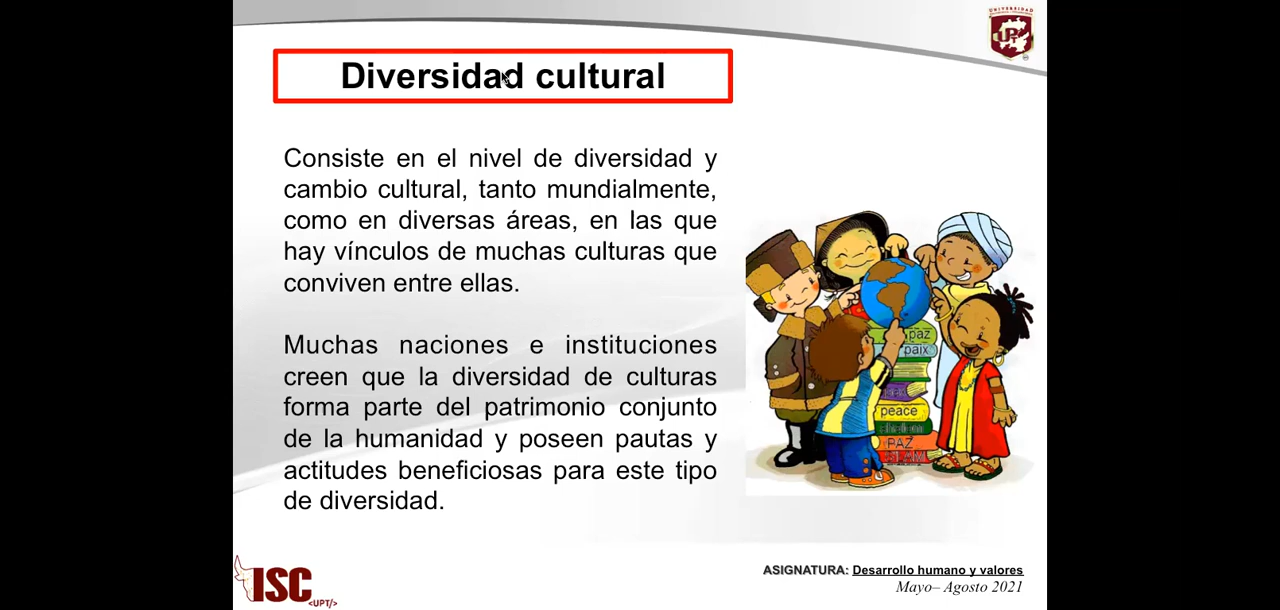 UNIVERSIDAD
UPT
Diversidad cultural
Consiste en el nivel de diversidad y
cambio cultural, tanto mundialmente,
como en diversas áreas, en las que
hay vínculos de muchas culturas que
conviven entre ellas.
Muchas naciones e instituciones
creen que la diversidad de culturas
forma parte del patrimonio conjunto
de la humanidad y poseen pautas y
actitudes beneficiosas para este tipo
de diversidad.
paz
paix
peace
PAZ
ISC
<UPT/>
ASIGNATURA: Desarrollo humano y valores
Mayo– Agosto 2021